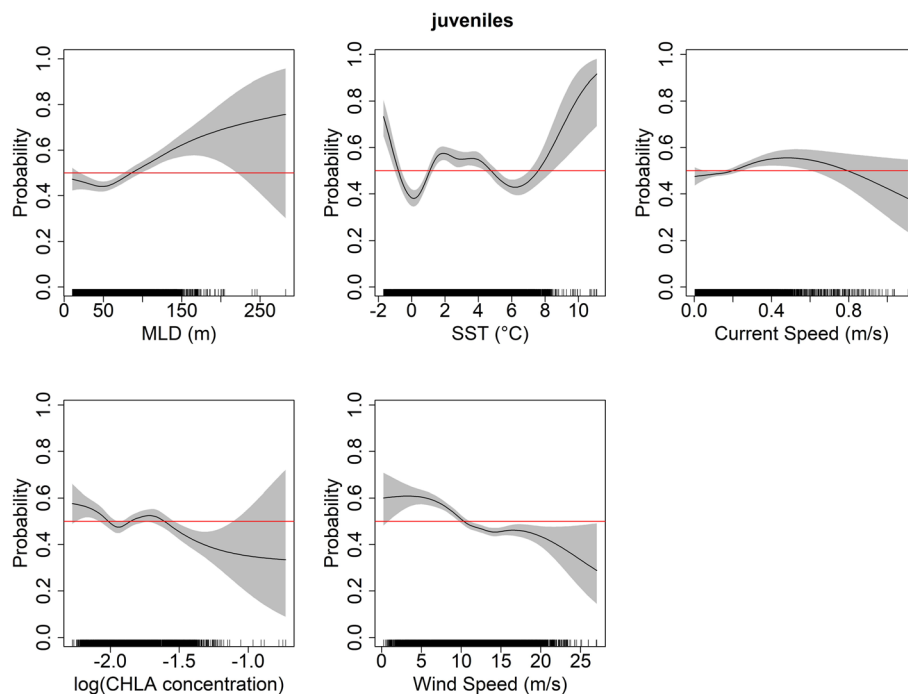 juveniles
Probability
0.0 0.2 0.4 0.6 0.8 1.0
0 50 150 250
MLD (m)
Probability
0.0 0.2 0.4 0.6 0.8 1.0
-2 0 2 4 6 8 10
SST (°C)
Probability
0.0 0.2 0.4 0.6 0.8 1.0
0.0 0.4 0.8
Current Speed (m/s)
Probability
0.0 0.2 0.4 0.6 0.8 1.0
-2.0 -1.5 -1.0
log(CHLA concentration)
Probability
0.0 0.2 0.4 0.6 0.8 1.0
0 5 10 15 20 25
Wind Speed (m/s)